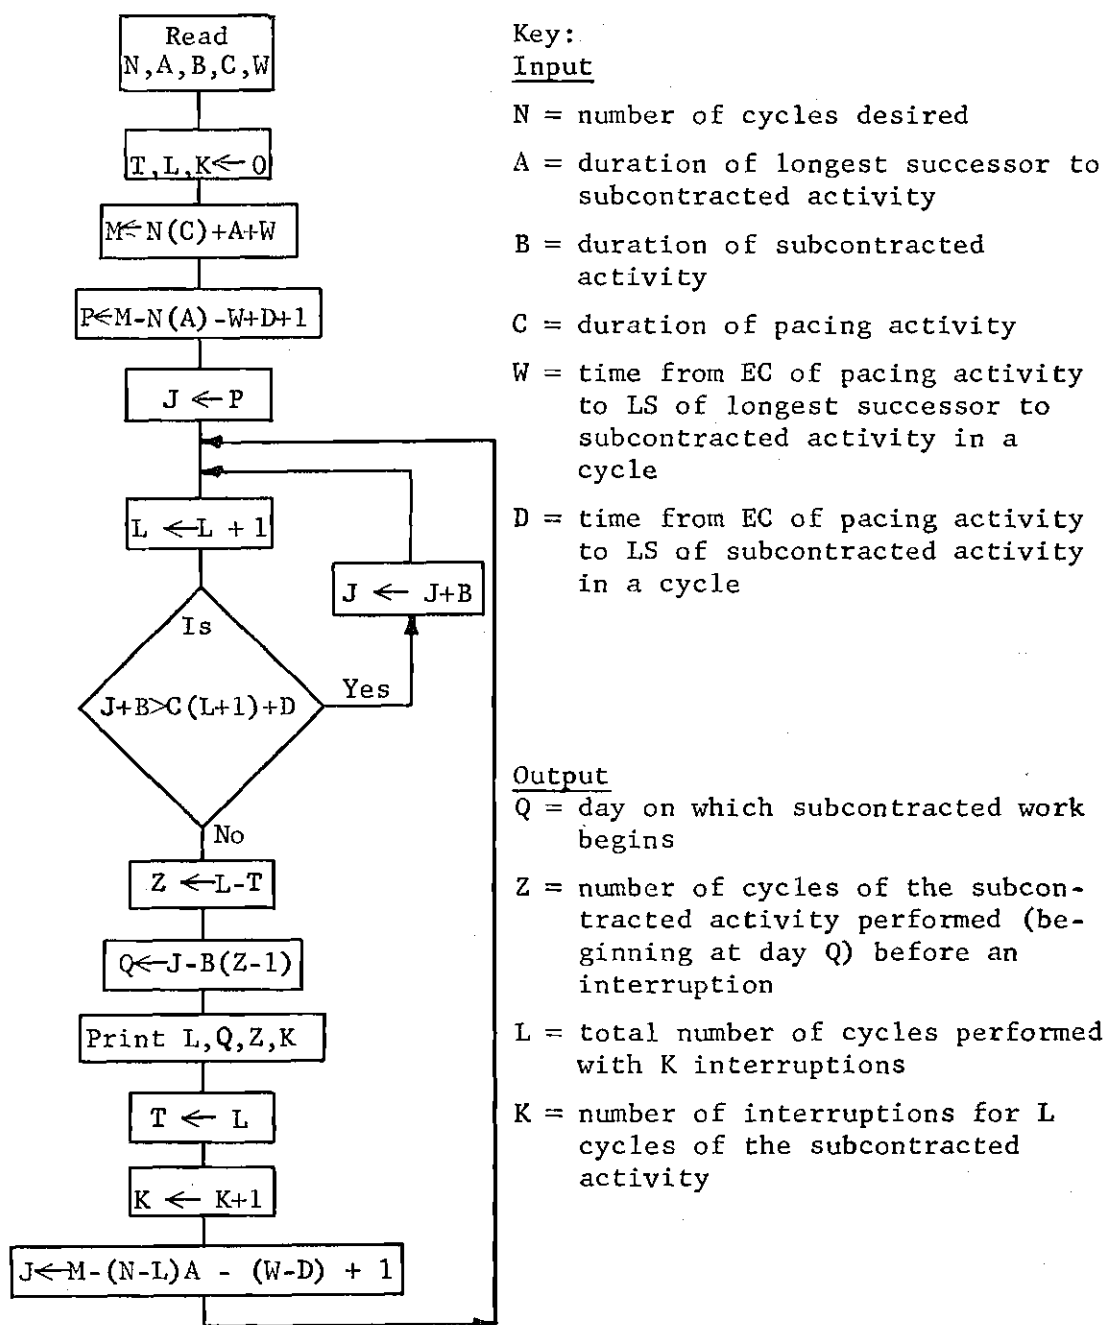 Read
N,A,B,C,W
T,L,K←0
M←N(C)+A+W
P←M-N(A)-W+D+1
J ←P
L ←L + 1
J ← J+B
Is
J+B>C(L+1)+D
Yes
No
Z ←L-T
Q←J-B(Z-1)
Print L,Q,Z,K
T ← L
K ← K+1
J←M-(N-L)A - (W-D) + 1
Key:
Input
N = number of cycles desired
A = duration of longest successor to
subcontracted activity
B = duration of subcontracted
activity
C = duration of pacing activity
W = time from EC of pacing activity
to LS of longest successor to
subcontracted activity in a
cycle
D = time from EC of pacing activity
to LS of subcontracted activity
in a cycle
Output
Q = day on which subcontracted work
begins
Z = number of cycles of the subcon-
tracted activity performed (be-
ginning at day Q) before an
interruption
L = total number of cycles performed
with K interruptions
K = number of interruptions for L
cycles of the subcontracted
activity